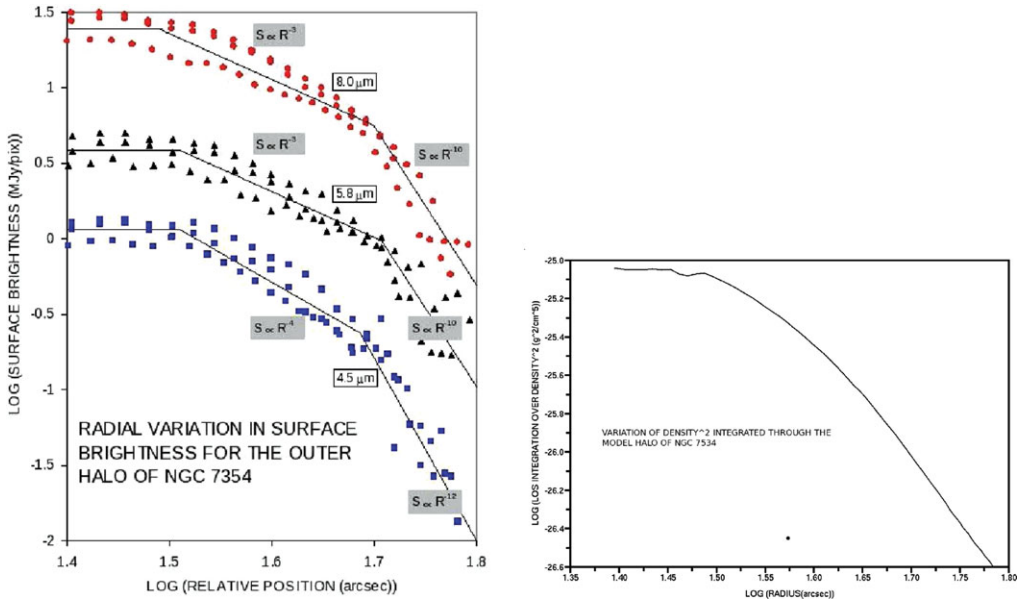 1.5
1
0.5
0
-0.5
-1
-1.5
-2
1.4
1.5
1.6
1.7
1.8
LOG (SURFACE BRIGHTNESS (MJy/pix))
LOG (RELATIVE POSITION (arcsec))
S ∝ R^-3
8.0 μm
S ∝ R^-10
S ∝ R^-3
5.8 μm
S ∝ R^-10
S ∝ R^-4
4.5 μm
S ∝ R^-12
RADIAL VARIATION IN SURFACE
BRIGHTNESS FOR THE OUTER
HALO OF NGC 7354
-25.0
-25.2
-25.4
-25.6
-25.8
-26.0
-26.2
-26.4
-26.6
1.35
1.40
1.45
1.50
1.55
1.60
1.65
1.70
1.75
1.80
LOG (LOS INTEGRATION OVER DENSITY^2 (g^2/cm^5))
LOG (RADIUS(arcsec))
VARIATION OF DENSITY^2 INTEGRATED THROUGH THE
MODEL HALO OF NGC 7534